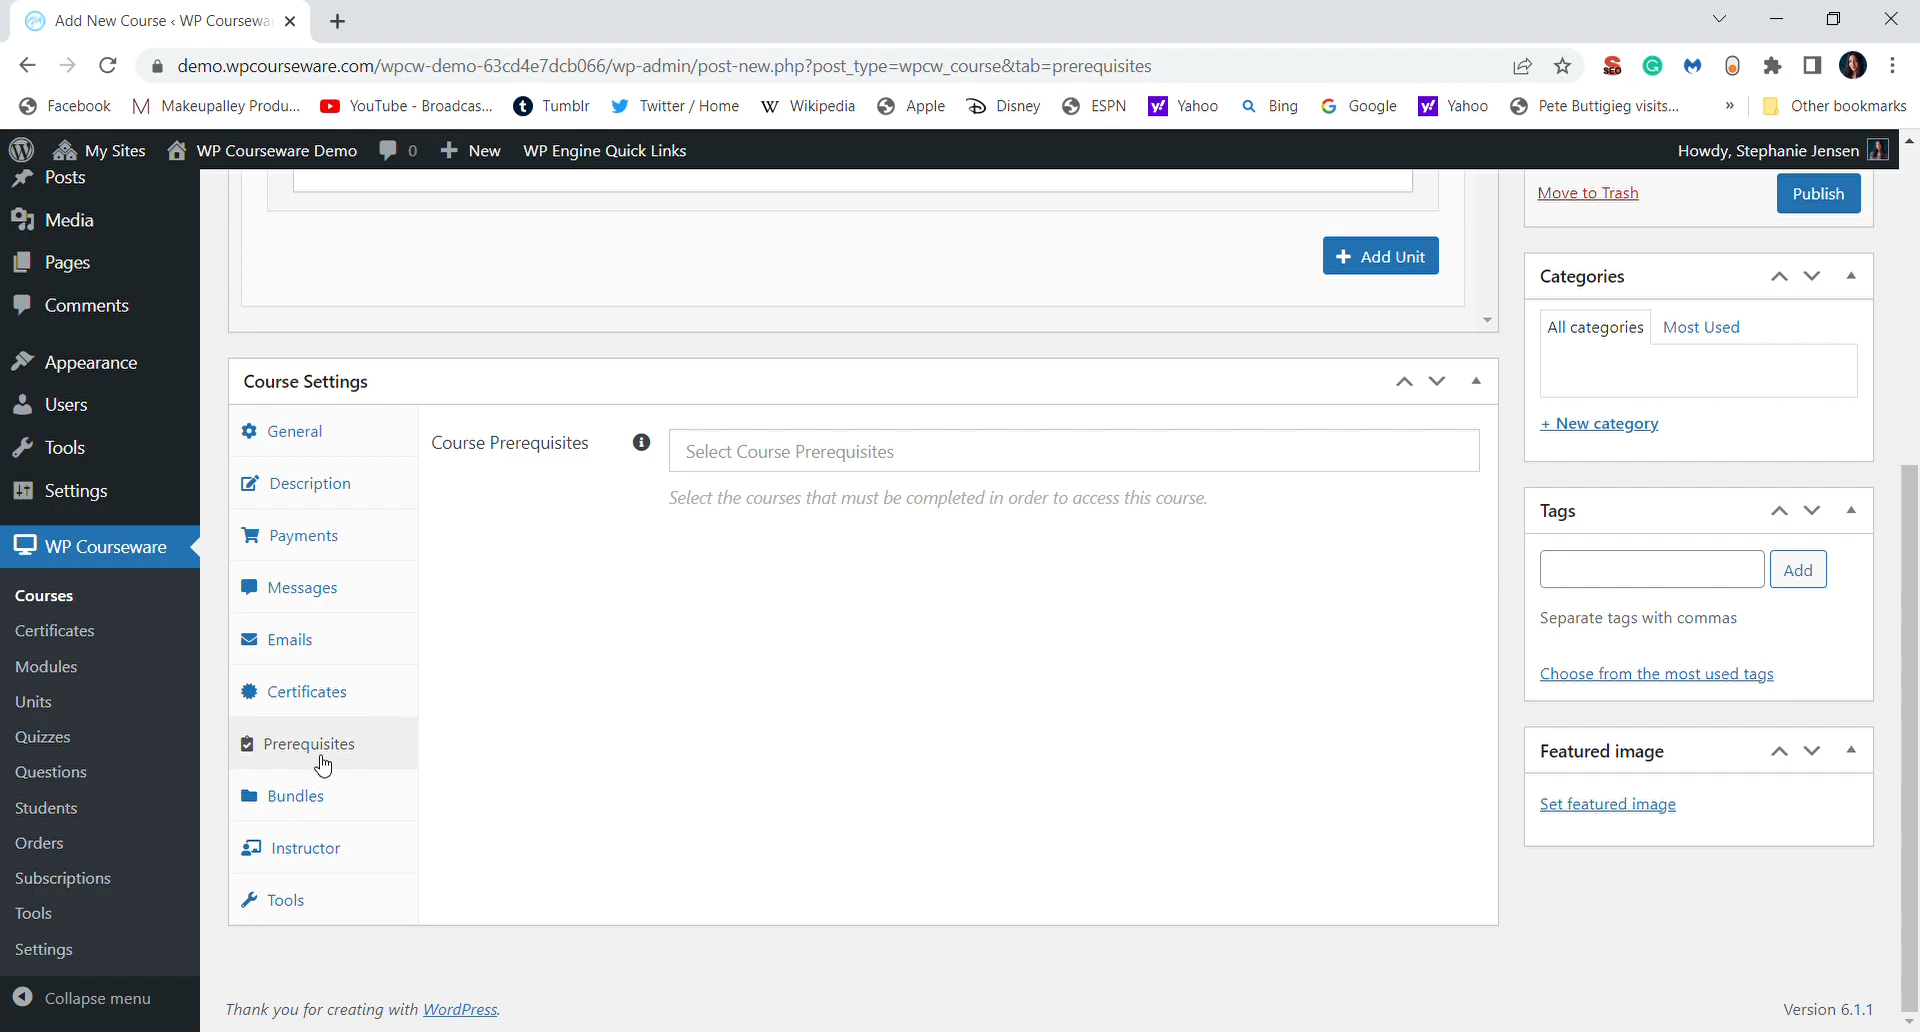 Add New Course ‹ WP Coursewa
demo.wpcourseware.com/wpcw-demo-63cd4e7dcb066/wp-admin/post-new.php?post_type=wpcw_course&tab=prerequisites
Facebook Makeupalley Produ... YouTube - Broadcas... Tumblr Twitter / Home Wikipedia Apple Disney ESPN Yahoo Bing Google Yahoo Pete Buttigieg visits... » Other bookmarks
My Sites WP Courseware Demo 0 New WP Engine Quick Links Howdy, Stephanie Jensen
Posts
Media
Pages
Comments
Appearance
Users
Tools
Settings
WP Courseware
Courses
Certificates
Modules
Units
Quizzes
Questions
Students
Orders
Subscriptions
Tools
Settings
Collapse menu
+ Add Unit
Course Settings
General
Description
Payments
Messages
Emails
Certificates
Prerequisites
Bundles
Instructor
Tools
Course Prerequisites
Select Course Prerequisites
Select the courses that must be completed in order to access this course.
Move to Trash Publish
Categories
All categories Most Used
+ New category
Tags
Add
Separate tags with commas
Choose from the most used tags
Featured image
Set featured image
Thank you for creating with WordPress. Version 6.1.1